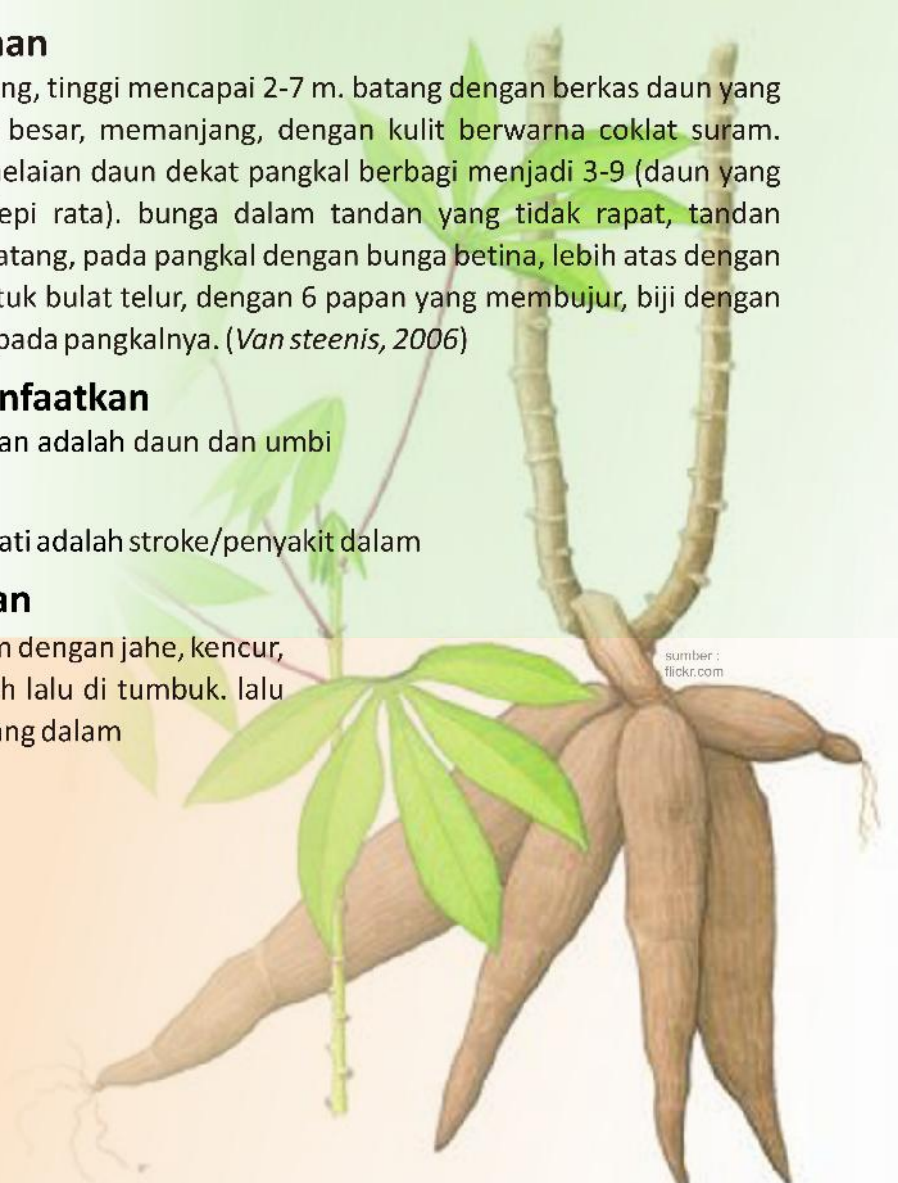 nan
ng, tinggi mencapai 2-7 m. batang dengan berkas daun yang
besar, memanjang, dengan kulit berwarna coklat suram.
elaian daun dekat pangkal berbagi menjadi 3-9 (daun yang
epi rata). bunga dalam tandan yang tidak rapat, tandan
atang, pada pangkal dengan bunga betina, lebih atas dengan
tuk bulat telur, dengan 6 papan yang membujur, biji dengan
pada pangkalnya. (Van steenis, 2006)
nfaatkan
an adalah daun dan umbi
ati adalah stroke/penyakit dalam
an
n dengan jahe, kencur,
h lalu di tumbuk. lalu
ang dalam
sumber :
flickr.com